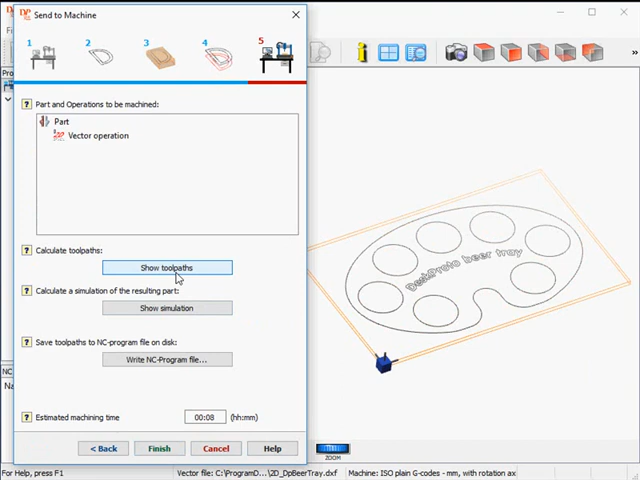 Send to Machine
1 2 3 4 5
Part and Operations to be machined:
Part
Vector operation
Calculate toolpaths:
Show toolpaths
Calculate a simulation of the resulting part:
Show simulation
Save toolpaths to NC-program file on disk:
Write NC-Program file...
Estimated machining time
00:08 (hh:mm)
< Back Finish Cancel Help
DeskProto beer tray
ZOOM
For Help, press F1
Vector file: C:\ProgramD...\2D_DpBeerTray.dxf
Machine: ISO plain G-codes - mm, with rotation ax